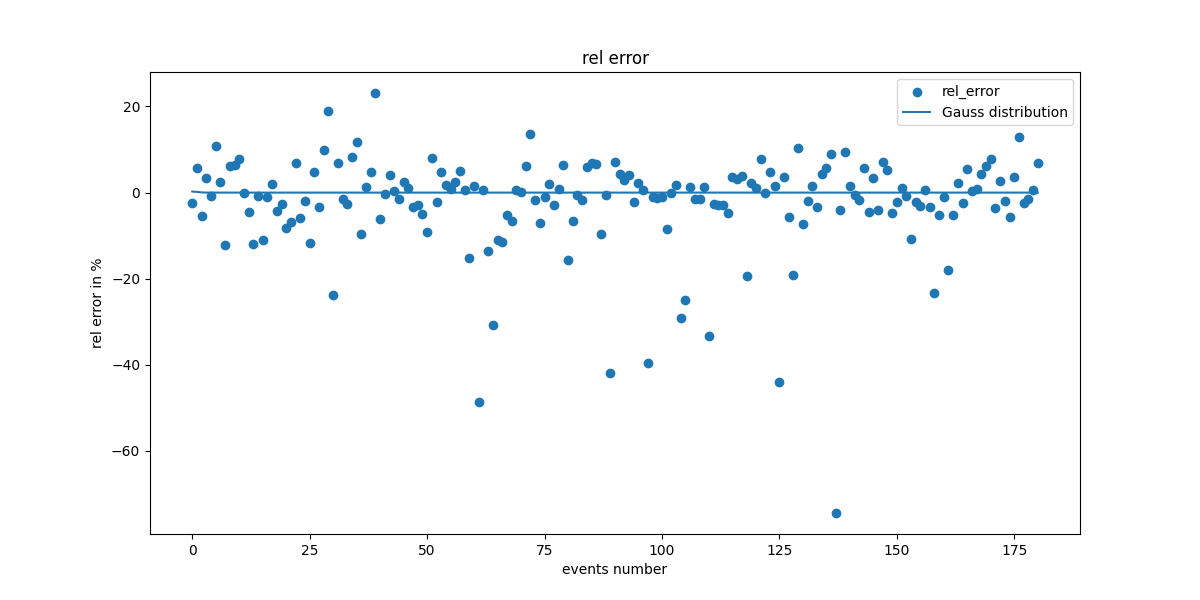 rel error
rel_error
Gauss distribution
rel error in %
20
0
−20
−40
−60
0
25
50
75
100
125
150
175
events number